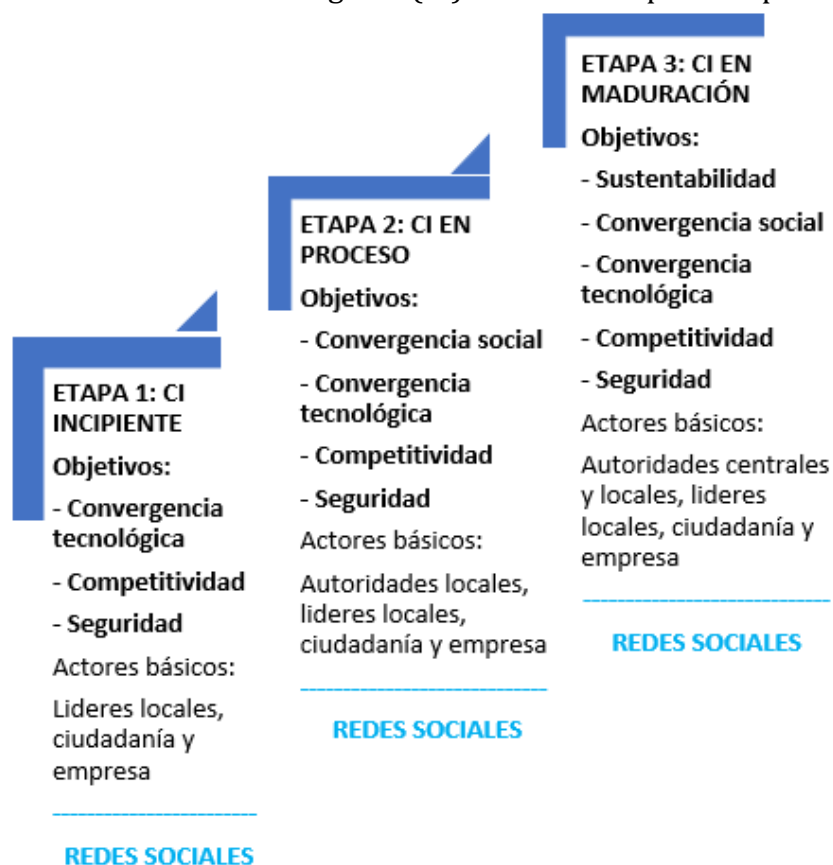 ETAPA 1: CI
INCIPIENTE
Objetivos:
- Convergencia
tecnológica
- Competitividad
- Seguridad
Actores básicos:
Lideres locales,
ciudadanía y
empresa
REDES SOCIALES
ETAPA 2: CI EN
PROCESO
Objetivos:
- Convergencia social
- Convergencia
tecnológica
- Competitividad
- Seguridad
Actores básicos:
Autoridades locales,
lideres locales,
ciudadanía y empresa
REDES SOCIALES
ETAPA 3: CI EN
MADURACIÓN
Objetivos:
- Sustentabilidad
- Convergencia social
- Convergencia
tecnológica
- Competitividad
- Seguridad
Actores básicos:
Autoridades centrales
y locales, lideres
locales, ciudadanía y
empresa
REDES SOCIALES